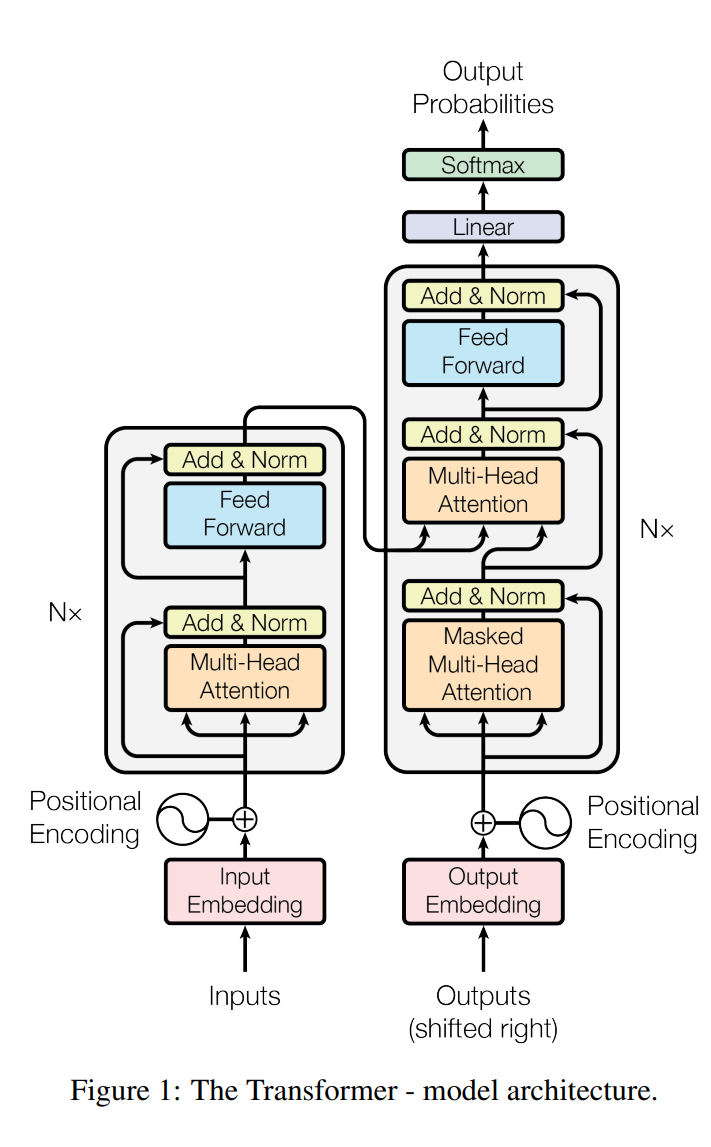 Output
Probabilities
Softmax
Linear
Add & Norm
Feed
Forward
Add & Norm
Multi-Head
Attention
Add & Norm
Masked
Multi-Head
Attention
N×
Add & Norm
Feed
Forward
Add & Norm
Multi-Head
Attention
N×
Positional
Encoding
Positional
Encoding
Input
Embedding
Output
Embedding
Inputs
Outputs
(shifted right)
Figure 1: The Transformer - model architecture.